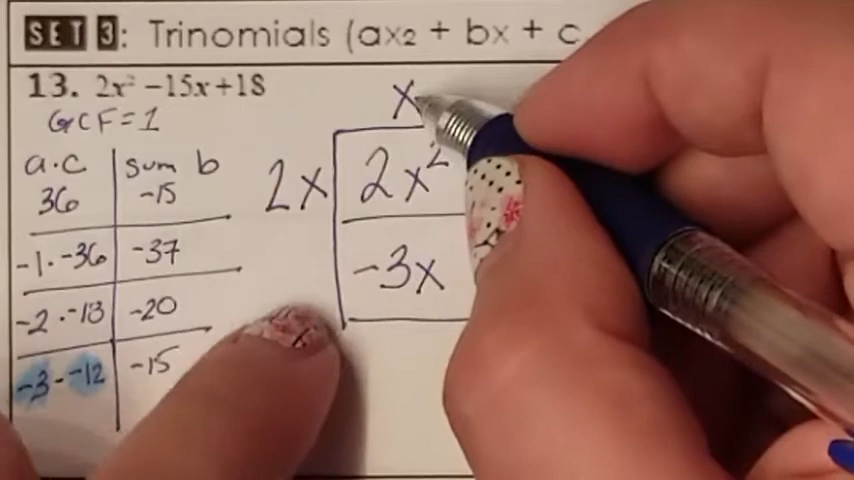 SET 3: Trinomials (ax2 + bx + c
13. 2x² -15x+18
GCF=1
x
a·c sum b
36 -15
2x 2x²
-1·-36 -37
-3x
-2·-18 -20
-3·-12 -15